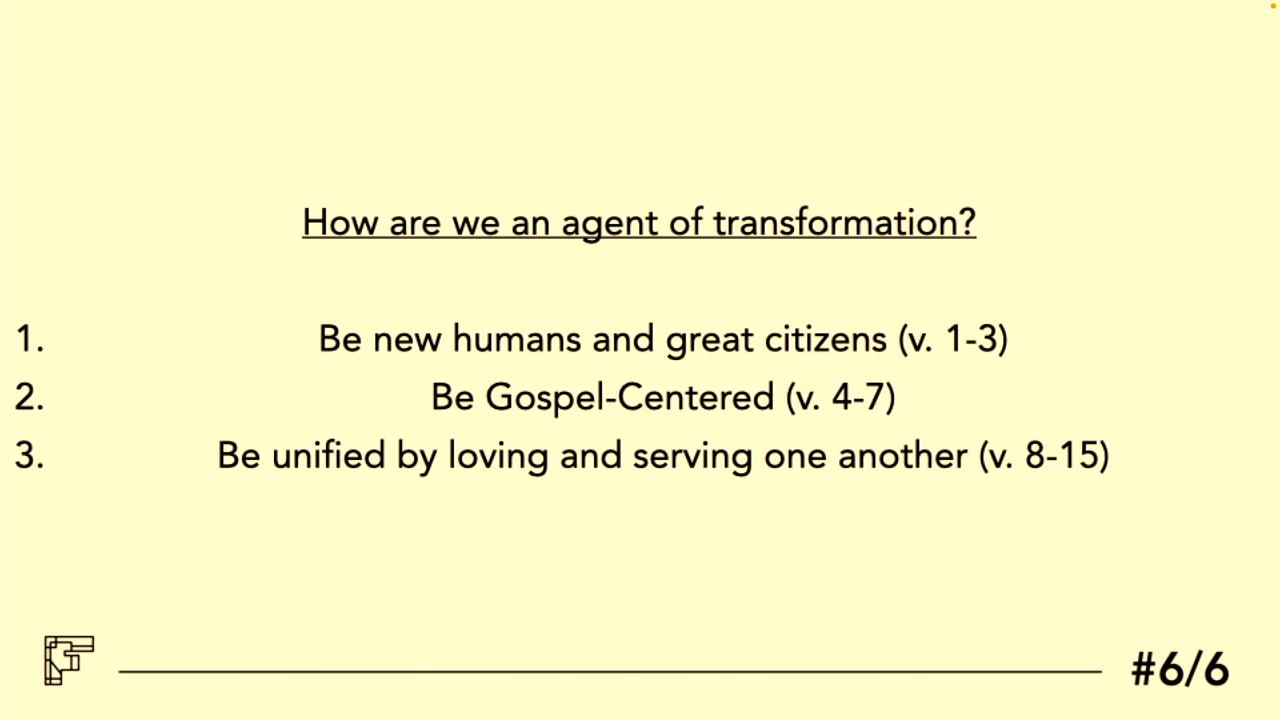 How are we an agent of transformation?
1. Be new humans and great citizens (v. 1-3)
2. Be Gospel-Centered (v. 4-7)
3. Be unified by loving and serving one another (v. 8-15)
#6/6